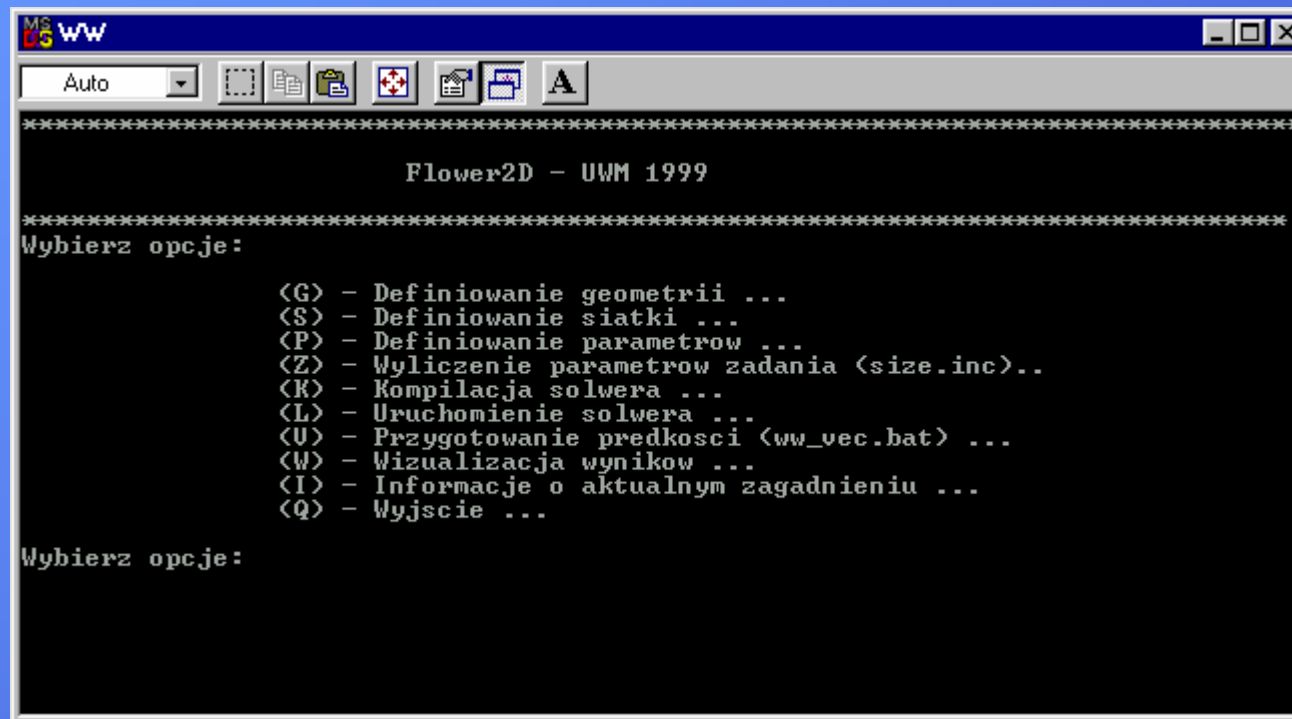 WW
Auto
A
*******************************************************************************
Flower2D - UWM 1999
*******************************************************************************
Wybierz opcje:
(G) - Definiowanie geometrii ...
(S) - Definiowanie siatki ...
(P) - Definiowanie parametrow ...
(Z) - Wyliczenie parametrow zadania (size.inc)..
(K) - Kompilacja solwera ...
(L) - Uruchomienie solwera ...
(V) - Przygotowanie predkosci (ww_vec.bat) ...
(W) - Wizualizacja wynikow ...
(I) - Informacje o aktualnym zagadnieniu ...
(Q) - Wyjscie ...
Wybierz opcje: